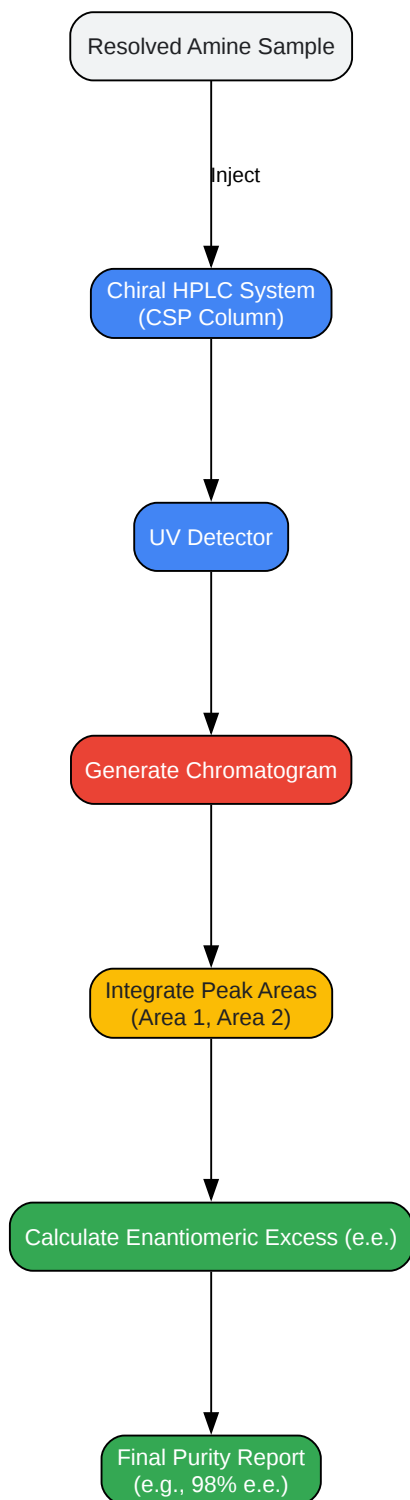 Resolved Amine Sample
Inject
Chiral HPLC System
(CSP Column)
UV Detector
Generate Chromatogram
Integrate Peak Areas
(Area 1, Area 2)
Calculate Enantiomeric Excess (e.e.)
Final Purity Report
(e.g., 98% e.e.)